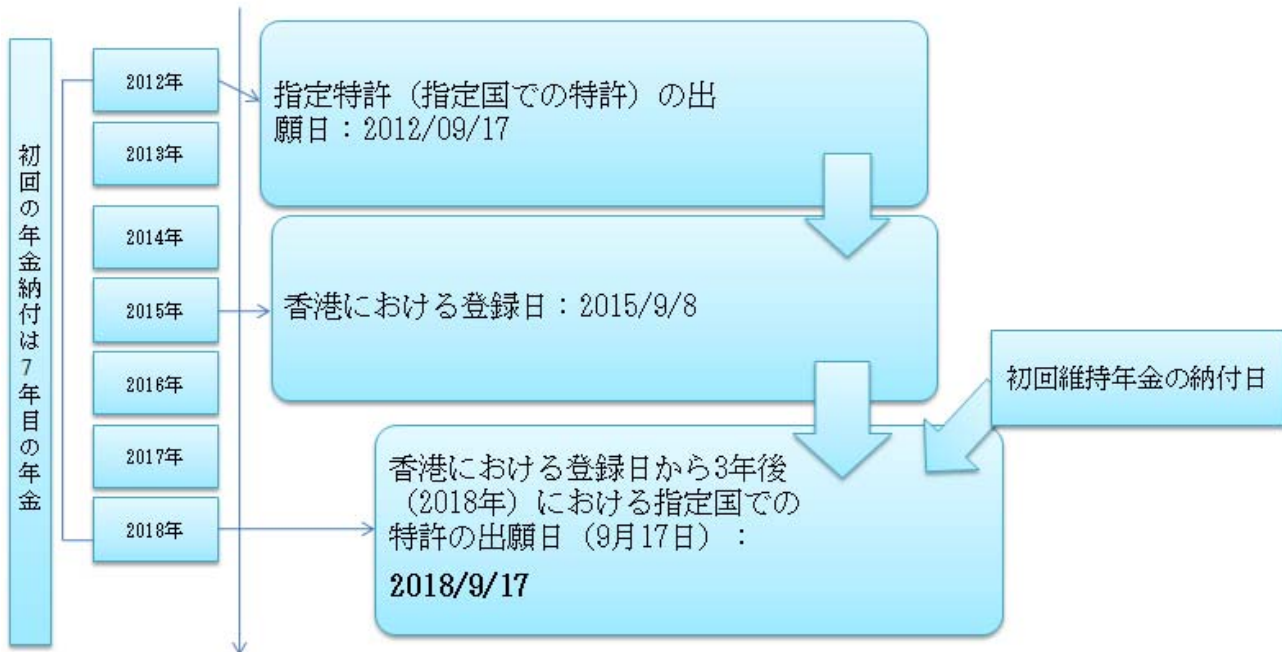 初回の年金納付は7年目の年金
2012年
2013年
2014年
2015年
2016年
2017年
2018年
指定特許（指定国での特許）の出
願日：2012/09/17
香港における登録日：2015/9/8
初回維持年金の納付日
香港における登録日から3年後
（2018年）における指定国での
特許の出願日（9月17日）：
2018/9/17